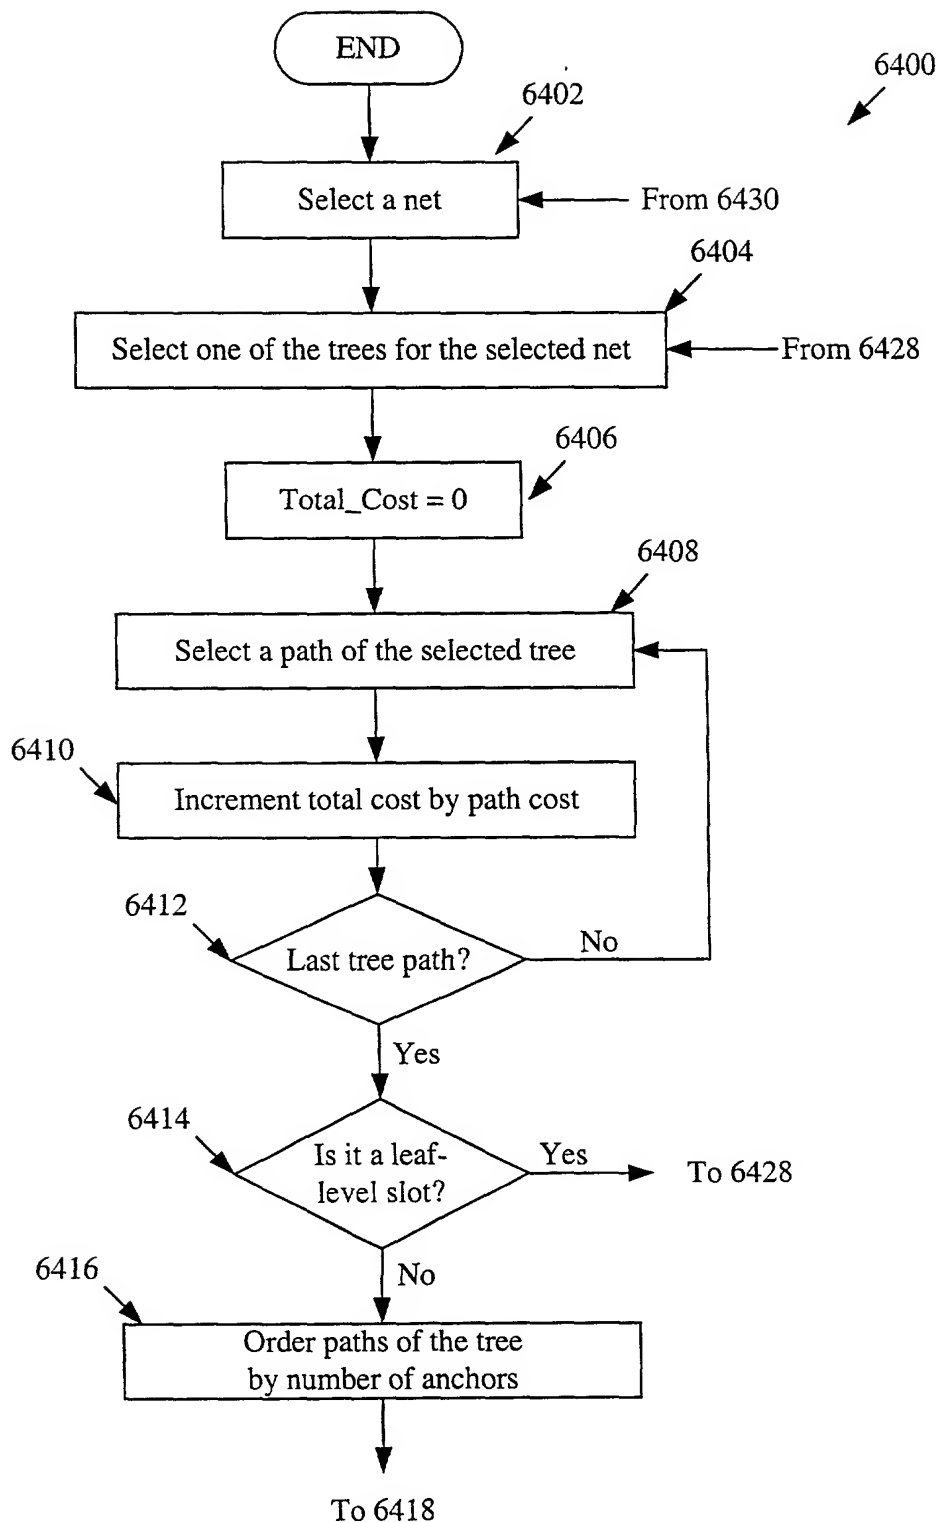 END
6400
6402
Select a net
From 6430
6404
Select one of the trees for the selected net
From 6428
6406
Total_Cost = 0
6408
Select a path of the selected tree
6410
Increment total cost by path cost
6412
Last tree path?
No
Yes
6414
Is it a leaf-
level slot?
Yes
To 6428
No
6416
Order paths of the tree
by number of anchors
To 6418